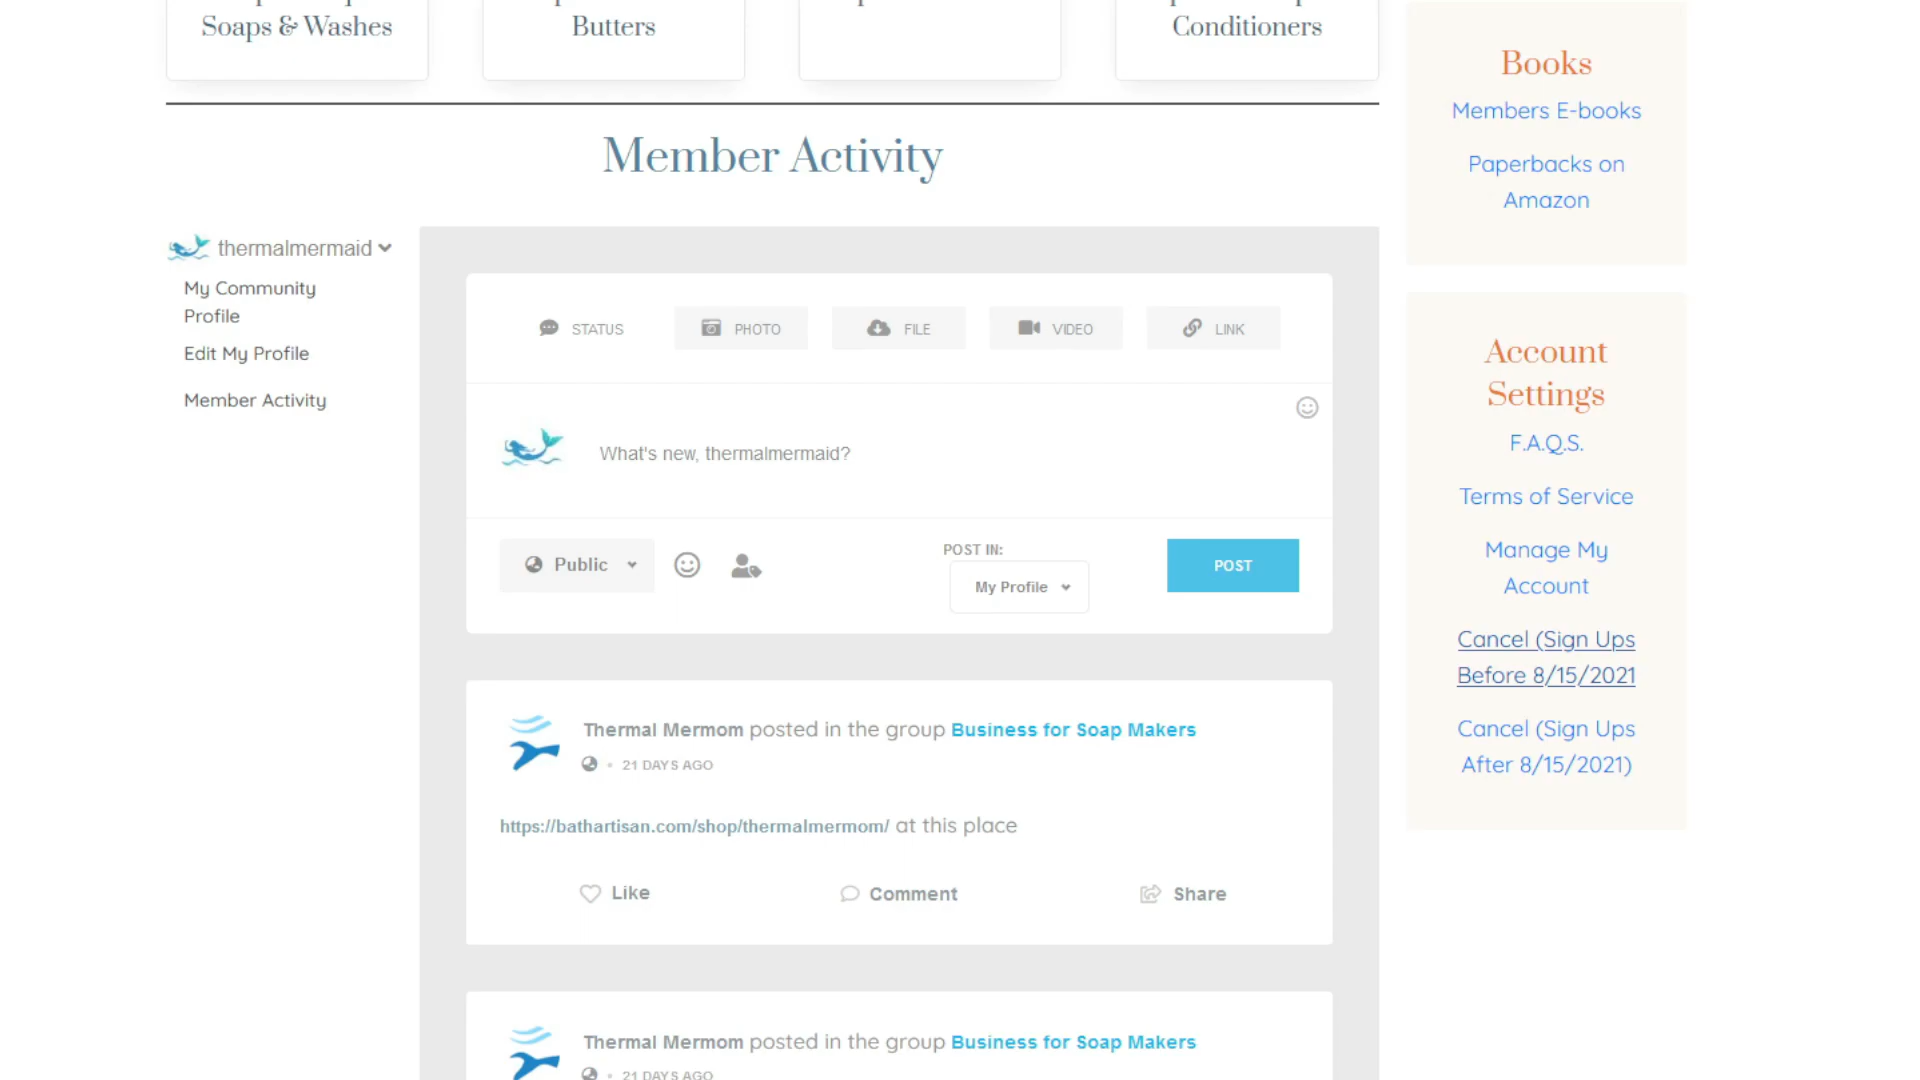 Soaps & Washes
Butters
Conditioners
Member Activity
thermalmermaid
My Community
Profile
Edit My Profile
Member Activity
STATUS
PHOTO
FILE
VIDEO
LINK
What's new, thermalmermaid?
Public
POST IN:
My Profile
POST
Thermal Mermom posted in the group Business for Soap Makers
21 DAYS AGO
https://bathartisan.com/shop/thermalmermom/ at this place
Like
Comment
Share
Thermal Mermom posted in the group Business for Soap Makers
21 DAYS AGO
Books
Members E-books
Paperbacks on
Amazon
Account
Settings
F.A.Q.S.
Terms of Service
Manage My
Account
Cancel (Sign Ups
Before 8/15/2021
Cancel (Sign Ups
After 8/15/2021)